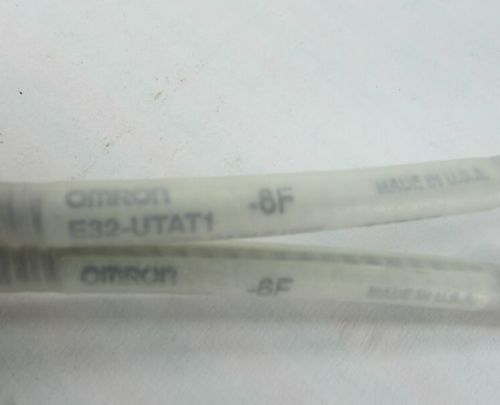 OMRON -6F MADE IN U.S.A.
E32-UTAT1
OMRON -6F MADE IN U.S.A.